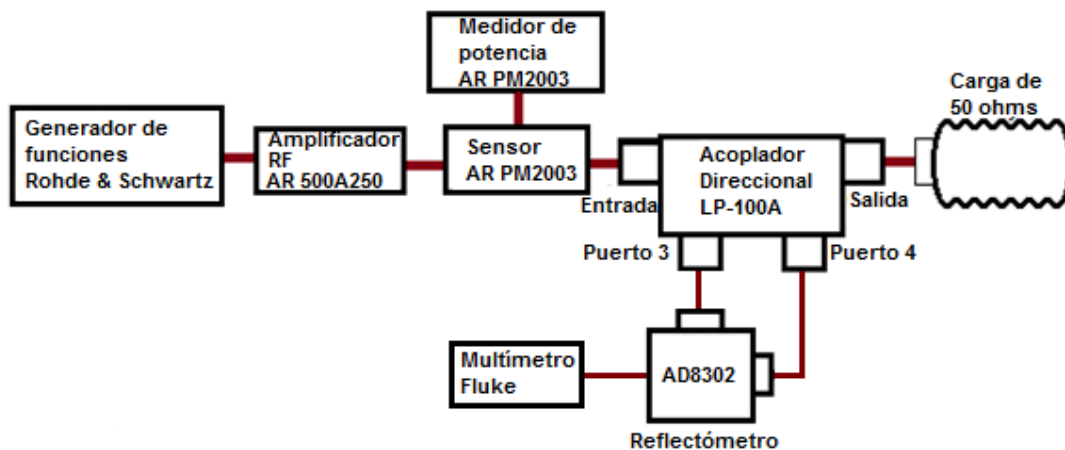 Medidor de
potencia
AR PM2003
Generador de
funciones
Rohde & Schwartz
Amplificador
RF
AR 500A250
Sensor
AR PM2003
Entrada
Acoplador
Direccional
LP-100A
Salida
Carga de
50 ohms
Puerto 3
Puerto 4
Multímetro
Fluke
AD8302
Reflectómetro